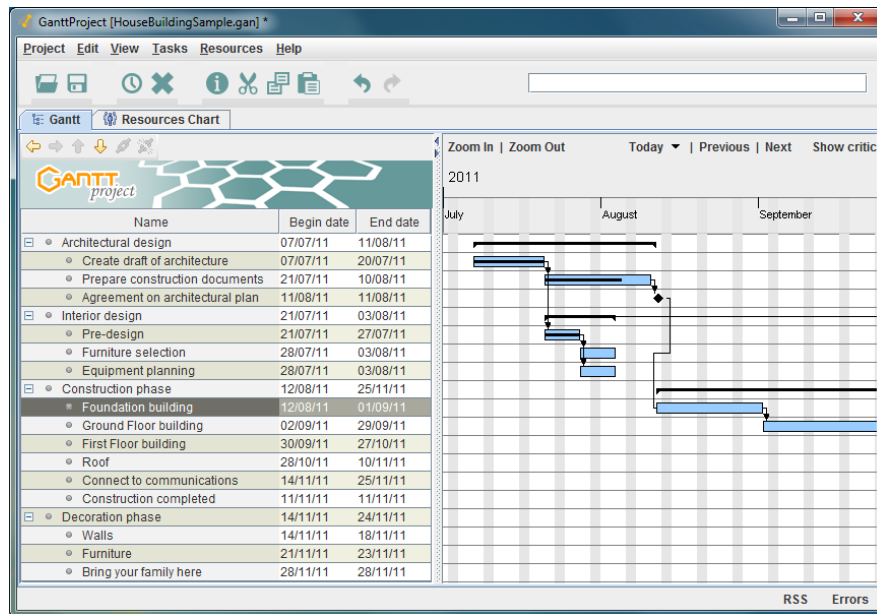 GanttProject [HouseBuildingSample.gan] *
Project Edit View Tasks Resources Help
Gantt Resources Chart
Zoom In | Zoom Out Today | Previous | Next Show critic
GANTT
project
2011
Name Begin date End date
July August September
Architectural design 07/07/11 11/08/11
Create draft of architecture 07/07/11 20/07/11
Prepare construction documents 21/07/11 10/08/11
Agreement on architectural plan 11/08/11 11/08/11
Interior design 21/07/11 03/08/11
Pre-design 21/07/11 27/07/11
Furniture selection 28/07/11 03/08/11
Equipment planning 28/07/11 03/08/11
Construction phase 12/08/11 25/11/11
Foundation building 12/08/11 01/09/11
Ground Floor building 02/09/11 29/09/11
First Floor building 30/09/11 27/10/11
Roof 28/10/11 10/11/11
Connect to communications 14/11/11 25/11/11
Construction completed 11/11/11 11/11/11
Decoration phase 14/11/11 24/11/11
Walls 14/11/11 18/11/11
Furniture 21/11/11 23/11/11
Bring your family here 28/11/11 28/11/11
RSS Errors